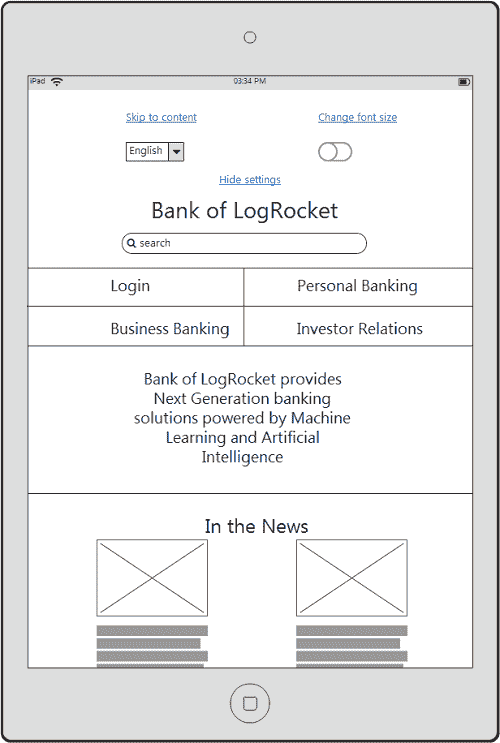 iPad 03:34 PM
Skip to content Change font size
English
Hide settings
Bank of LogRocket
search
Login Personal Banking
Business Banking Investor Relations
Bank of LogRocket provides
Next Generation banking
solutions powered by Machine
Learning and Artificial
Intelligence
In the News